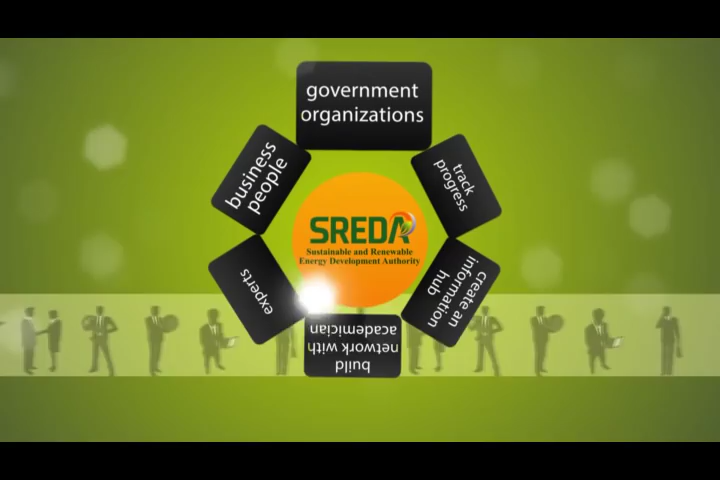 government
organizations
business
people
track
progress
SREDA
Sustainable and Renewable
Energy Development Authority
experts
create an
information
hub
build
network with
academician